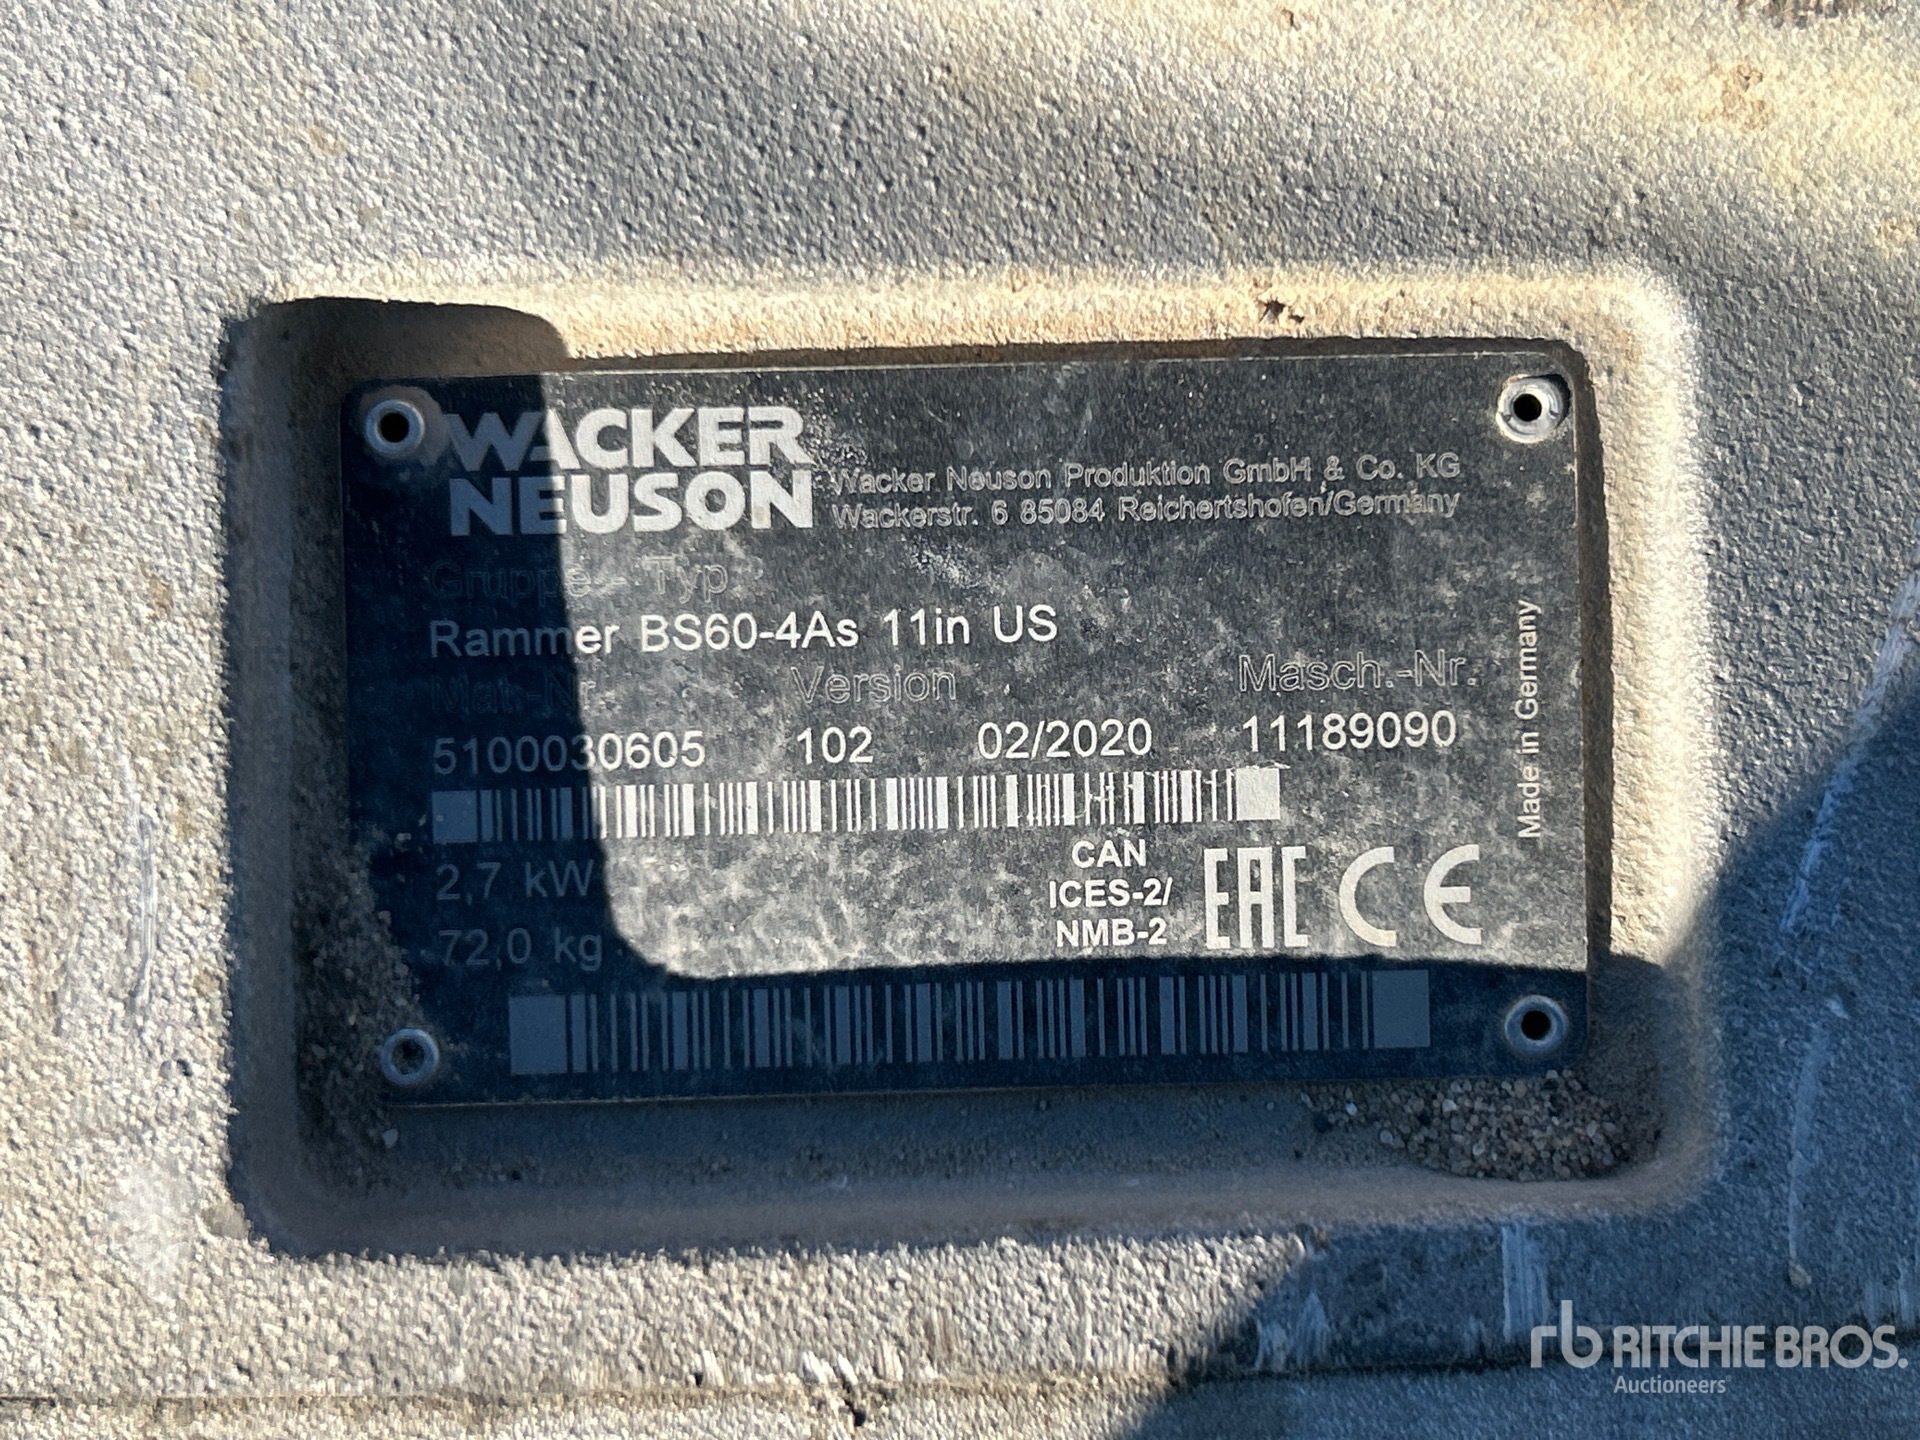 WACKER
NEUSON
Wacker Neuson Produktion GmbH & Co. KG
Wackerstr. 6 85084 Reichertshofen/Germany
Gruppe - Typ
Rammer BS60-4As 11in US
Mat.-Nr. Version Masch.-Nr.
5100030605 102 02/2020 11189090
2,7 kW
72,0 kg
CAN
ICES-2/
NMB-2
EAC CE
Made in Germany
rb RITCHIE BROS.
Auctioneers